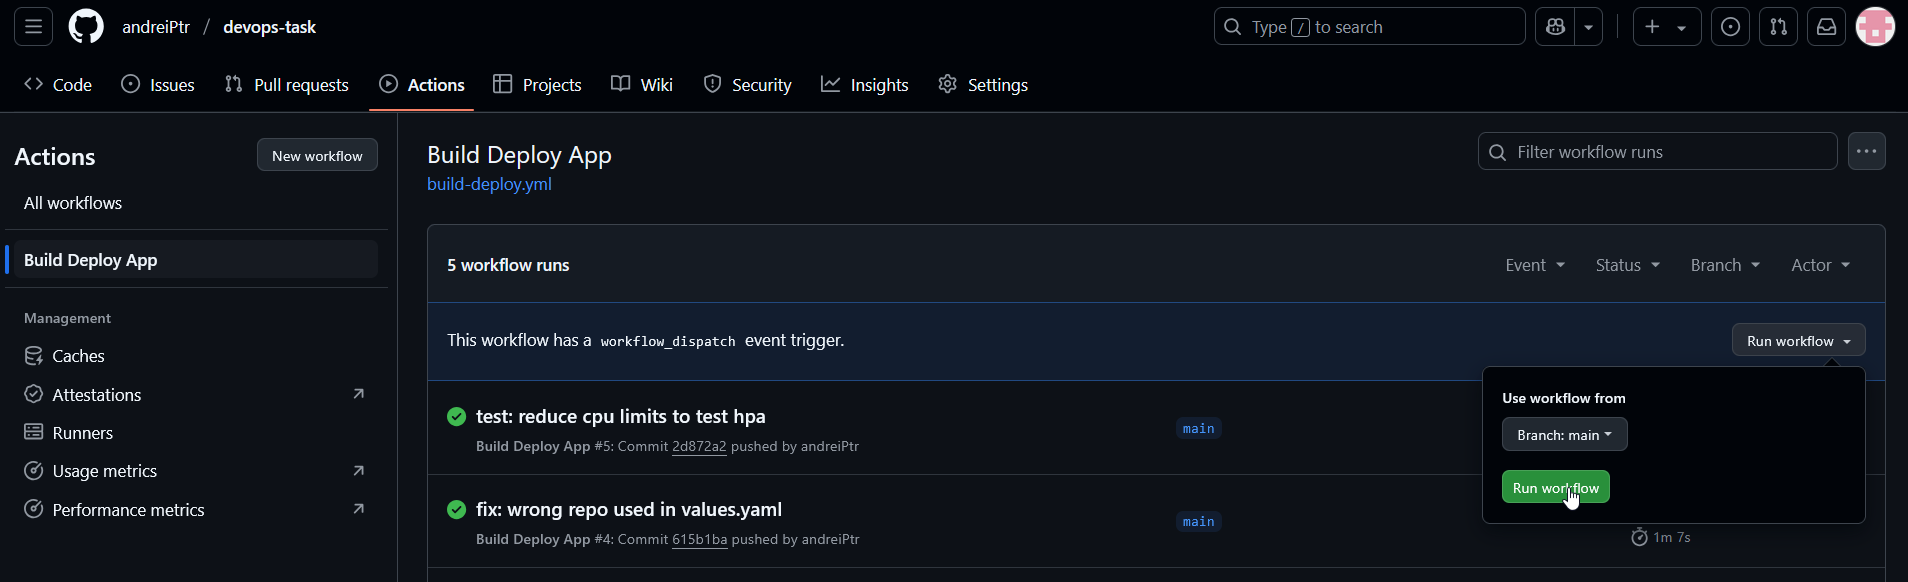 andreiPtr / devops-task
Type / to search
Code
Issues
Pull requests
Actions
Projects
Wiki
Security
Insights
Settings
Actions
New workflow
All workflows
Build Deploy App
Management
Caches
Attestations
Runners
Usage metrics
Performance metrics
Build Deploy App
build-deploy.yml
Filter workflow runs
5 workflow runs
Event
Status
Branch
Actor
This workflow has a workflow_dispatch event trigger.
Run workflow
Use workflow from
Branch: main
Run workflow
test: reduce cpu limits to test hpa
Build Deploy App #5: Commit 2d872a2 pushed by andreiPtr
main
fix: wrong repo used in values.yaml
Build Deploy App #4: Commit 615b1ba pushed by andreiPtr
main
1m 7s